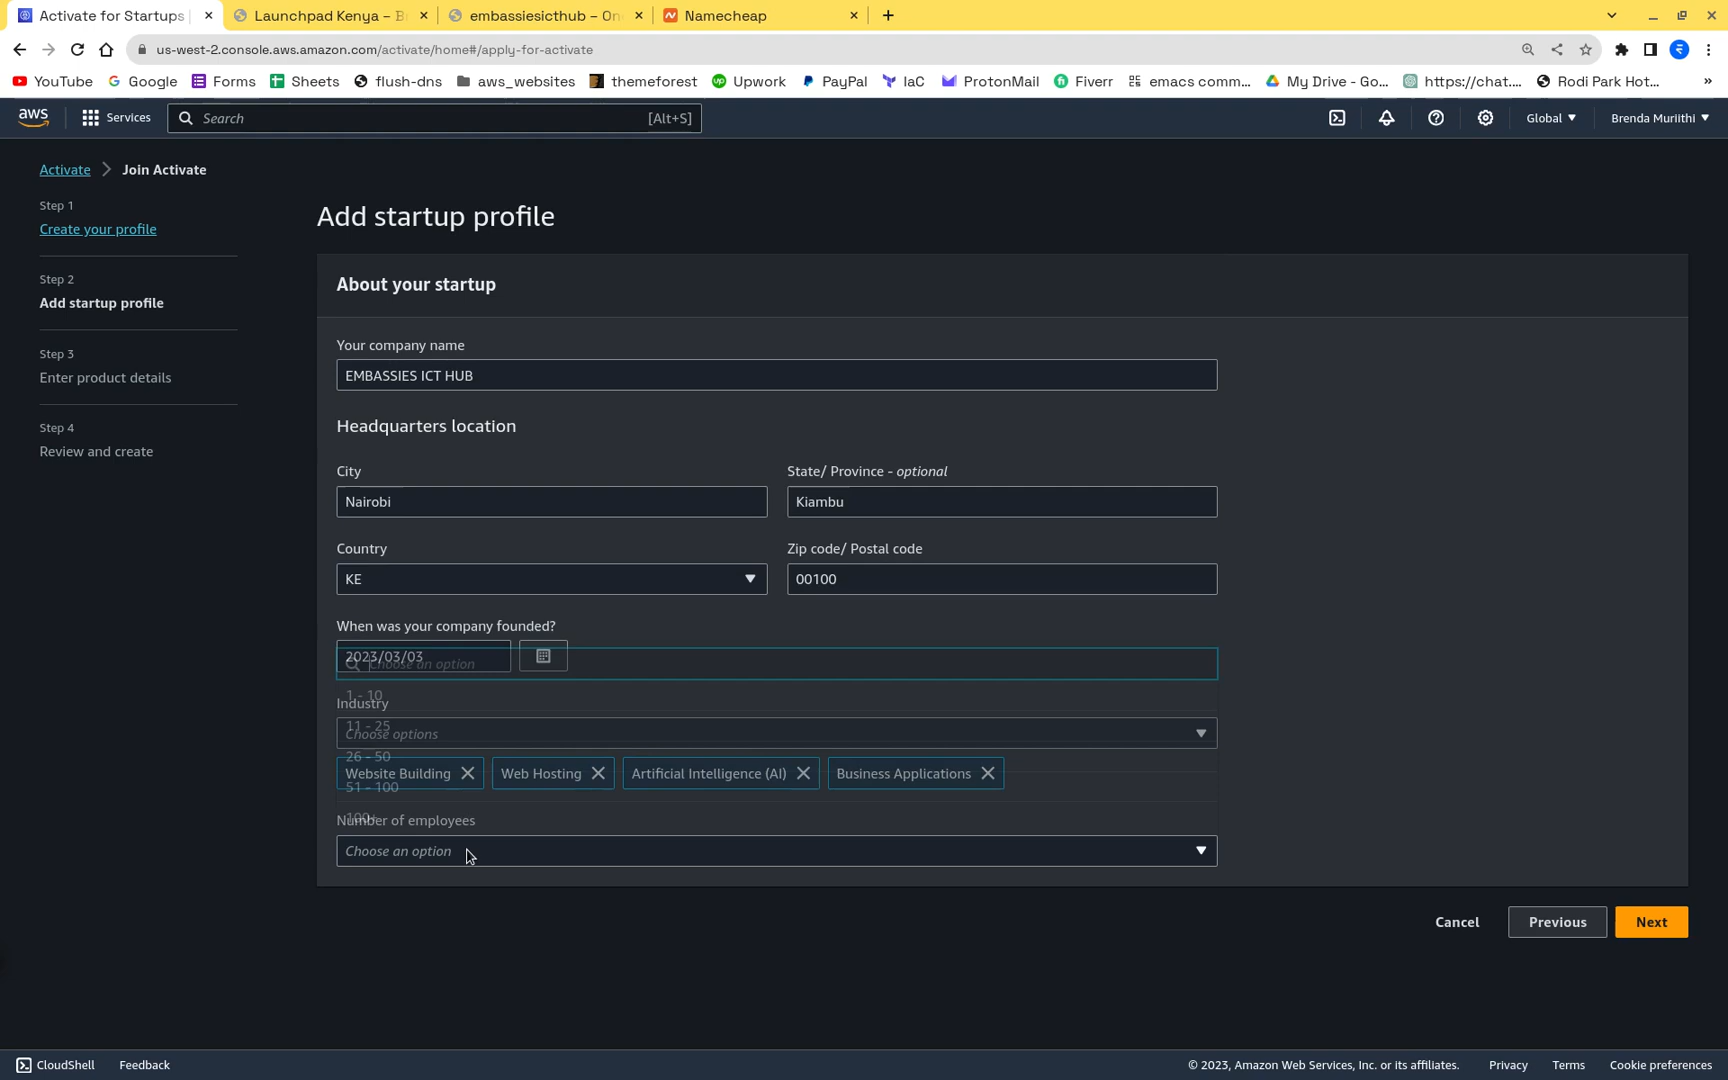 Activate for Startups
Launchpad Kenya – B
embassiesicthub – On
Namecheap
us-west-2.console.aws.amazon.com/activate/home#/apply-for-activate
YouTube
Google
Forms
Sheets
flush-dns
aws_websites
themeforest
Upwork
PayPal
IaC
ProtonMail
Fiverr
emacs comm...
My Drive - Go...
https://chat....
Rodi Park Hot...
»
aws
Services
Search
[Alt+S]
Global
Brenda Muriithi
Activate
Join Activate
Step 1
Create your profile
Step 2
Add startup profile
Step 3
Enter product details
Step 4
Review and create
Add startup profile
About your startup
Your company name
EMBASSIES ICT HUB
Headquarters location
City
State/ Province - optional
Nairobi
Kiambu
Country
Zip code/ Postal code
KE
00100
When was your company founded?
2023/03/03
Choose an option
1 - 10
Industry
11 - 25
Choose options
26 - 50
Website Building
Web Hosting
Artificial Intelligence (AI)
Business Applications
51 - 100
100+
Number of employees
Choose an option
Cancel
Previous
Next
CloudShell
Feedback
© 2023, Amazon Web Services, Inc. or its affiliates.
Privacy
Terms
Cookie preferences